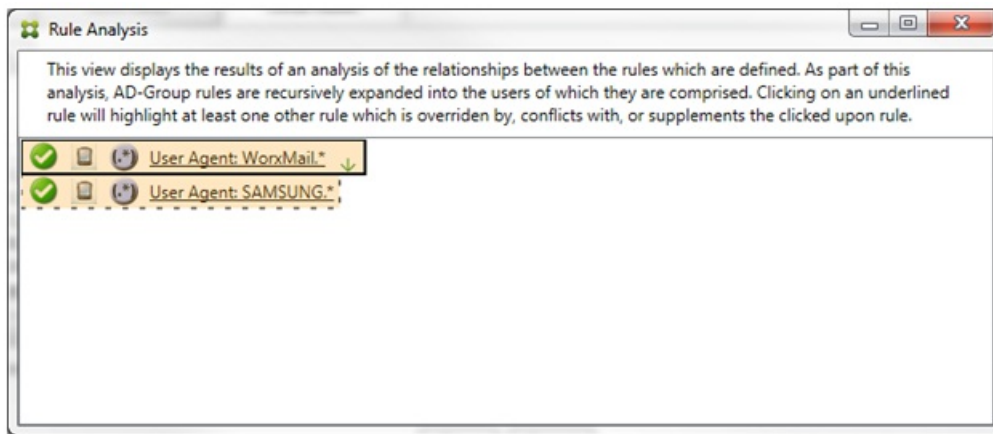 Rule Analysis
This view displays the results of an analysis of the relationships between the rules which are defined. As part of this
analysis, AD-Group rules are recursively expanded into the users of which they are comprised. Clicking on an underlined
rule will highlight at least one other rule which is overriden by, conflicts with, or supplements the clicked upon rule.
(.*) User Agent: WorxMail.*
(.*) User Agent: SAMSUNG.*